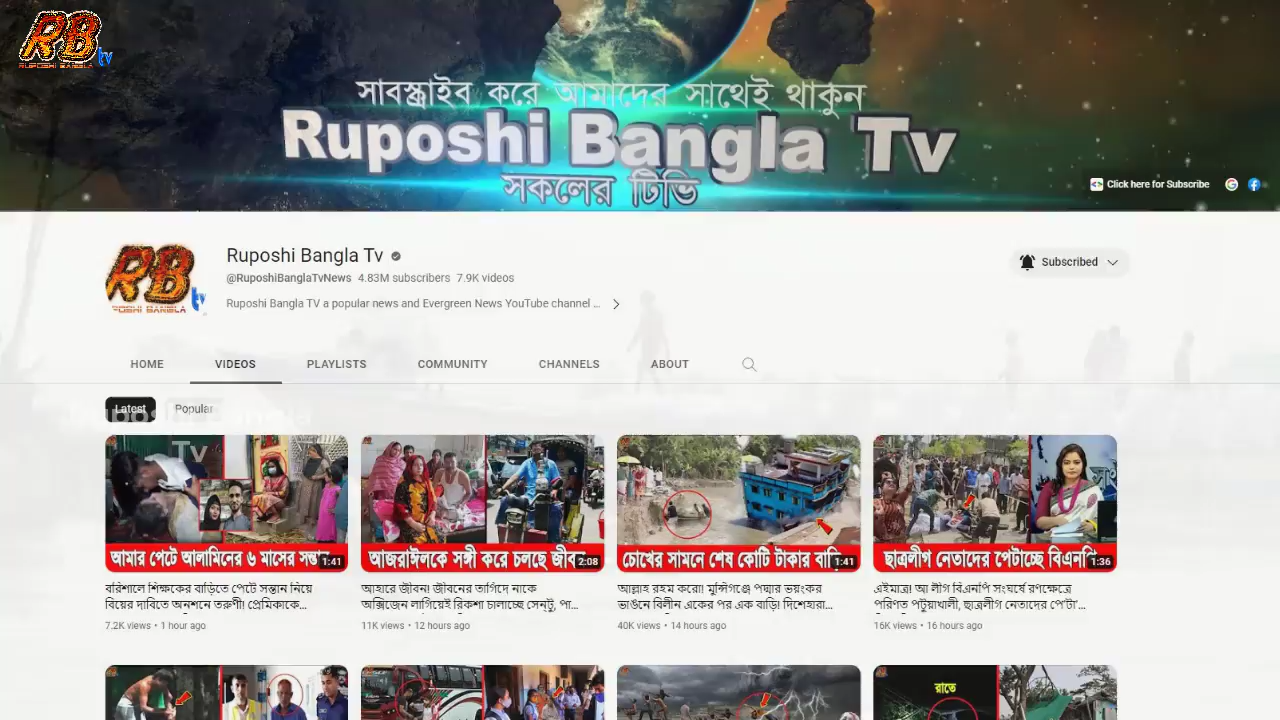 RB tv
RUPOSHI BANGLA
সাবস্ক্রাইব করে আমাদের সাথেই থাকুন
Ruposhi Bangla Tv
সকলের টিভি
Click here for Subscribe
RB tv
Ruposhi Bangla Tv
@RuposhiBanglaTvNews 4.83M subscribers 7.9K videos
Ruposhi Bangla TV a popular news and Evergreen News YouTube channel ...
Subscribed
HOME VIDEOS PLAYLISTS COMMUNITY CHANNELS ABOUT
Latest Popular
Tv
আমার পেটে আলামিনের ৬ মাসের 1:41
আজরাঈলকে সঙ্গী করে চলছে 2:08
চোখের সামনে শেষ কোটি টাকার 1:41
ছাত্রলীগ নেতাদের পেটাচ্ছে 1:36
বরিশালে শিক্ষকের বাড়িতে পেটে সন্তান নিয়ে
বিয়ের দাবিতে অনশনে তরুণী! প্রেমিকাকে...
7.2K views • 1 hour ago
আহারে জীবন! জীবনের তাগিদে নাকে
অক্সিজেন লাগিয়েই রিকশা চালাচ্ছে সেন্টু, পা...
11K views • 12 hours ago
আল্লাহ রহম করো! মুন্সিগঞ্জে পদ্মার ভয়ংকর
ভাঙনে বিলীন একের পর এক বাড়ি! দিশেহারা...
40K views • 14 hours ago
এইমাত্র! আ লীগ বিএনপি সংঘর্ষে রণক্ষেত্রে
পরিণত পটুয়াখালী, ছাত্রলীগ নেতাদের পে'টা'...
16K views • 16 hours ago
রাতে